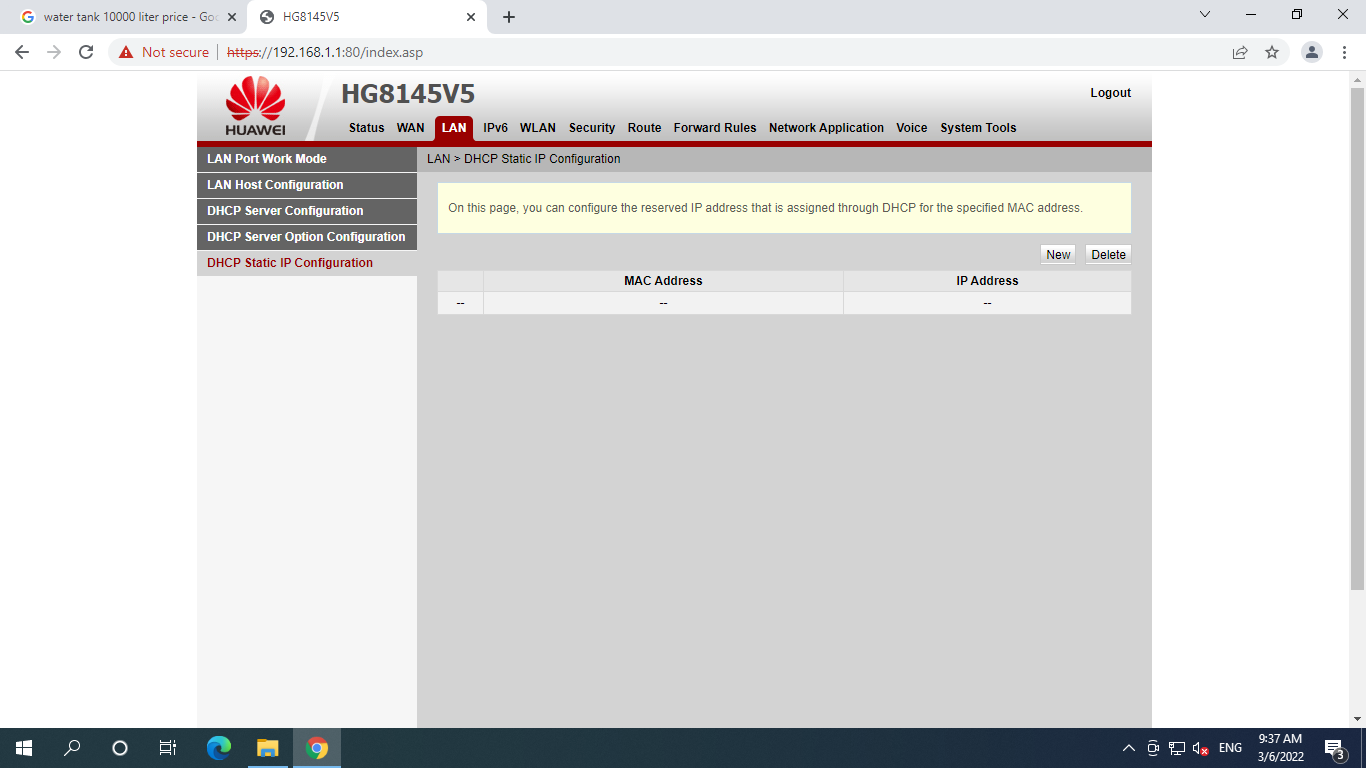 water tank 10000 liter price - Goo
HG8145V5
Not secure
https://192.168.1.1:80/index.asp
HUAWEI
HG8145V5
Logout
Status WAN LAN IPv6 WLAN Security Route Forward Rules Network Application Voice System Tools
LAN Port Work Mode
LAN Host Configuration
DHCP Server Configuration
DHCP Server Option Configuration
DHCP Static IP Configuration
LAN > DHCP Static IP Configuration
On this page, you can configure the reserved IP address that is assigned through DHCP for the specified MAC address.
New Delete
MAC Address IP Address
-- -- --
ENG
9:37 AM
3/6/2022
3